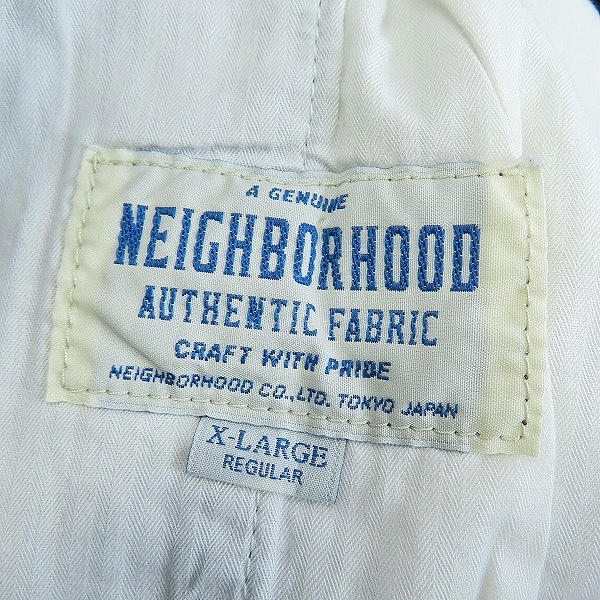 A GENUINE
NEIGHBORHOOD
AUTHENTIC FABRIC
CRAFT WITH PRIDE
NEIGHBORHOOD CO.,LTD. TOKYO JAPAN
X-LARGE
REGULAR